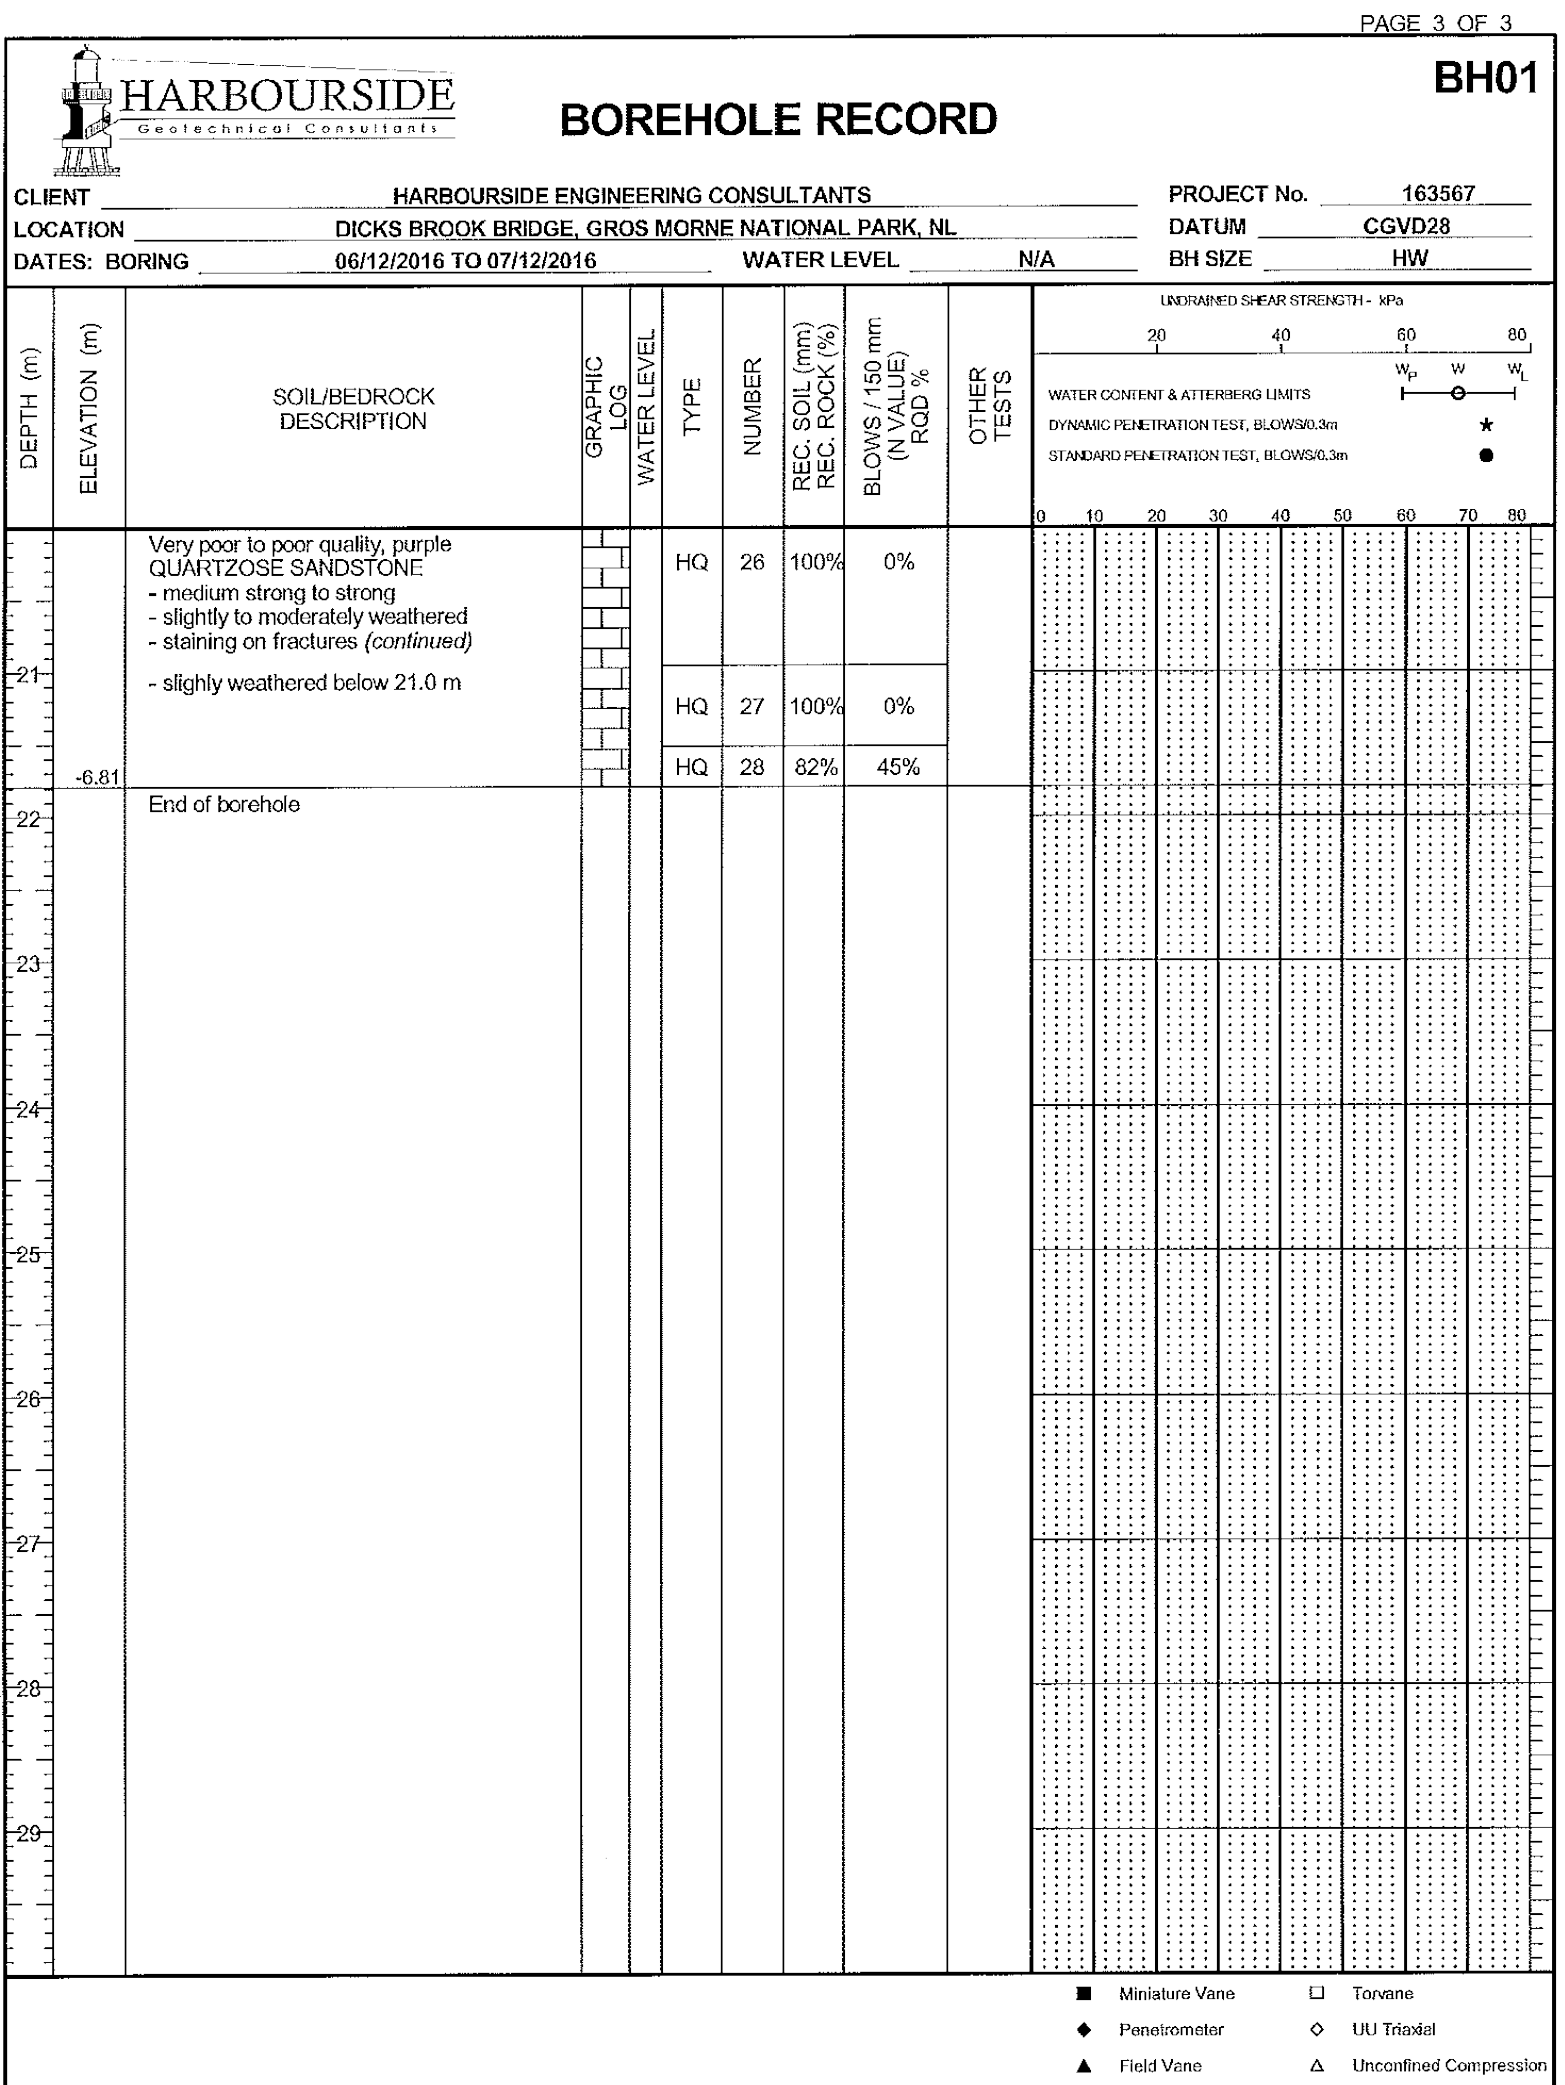 PAGE 3 OF 3
BH01
HARBOURSIDE
Geotechnical Consultants
BOREHOLE RECORD
CLIENT HARBOURSIDE ENGINEERING CONSULTANTS PROJECT No. 163567
LOCATION DICKS BROOK BRIDGE, GROS MORNE NATIONAL PARK, NL DATUM CGVD28
DATES: BORING 06/12/2016 TO 07/12/2016 WATER LEVEL N/A BH SIZE HW
DEPTH (m)
ELEVATION (m)
SOIL/BEDROCK
DESCRIPTION
GRAPHIC
LOG
WATER LEVEL
TYPE
NUMBER
REC. SOIL (mm)
REC. ROCK (%)
BLOWS / 150 mm
(N VALUE)
RQD %
OTHER
TESTS
UNDRAINED SHEAR STRENGTH - kPa
20 40 60 80
WP W WL
WATER CONTENT & ATTERBERG LIMITS
DYNAMIC PENETRATION TEST, BLOWS/0.3m ★
STANDARD PENETRATION TEST, BLOWS/0.3m ●
0 10 20 30 40 50 60 70 80
Very poor to poor quality, purple
QUARTZOSE SANDSTONE
- medium strong to strong
- slightly to moderately weathered
- staining on fractures (continued)
HQ 26 100% 0%
21
- slighly weathered below 21.0 m
HQ 27 100% 0%
HQ 28 82% 45%
-6.81
End of borehole
22
23
24
25
26
27
28
29
■ Miniature Vane □ Torvane
◆ Penetrometer ◇ UU Triaxial
▲ Field Vane △ Unconfined Compression